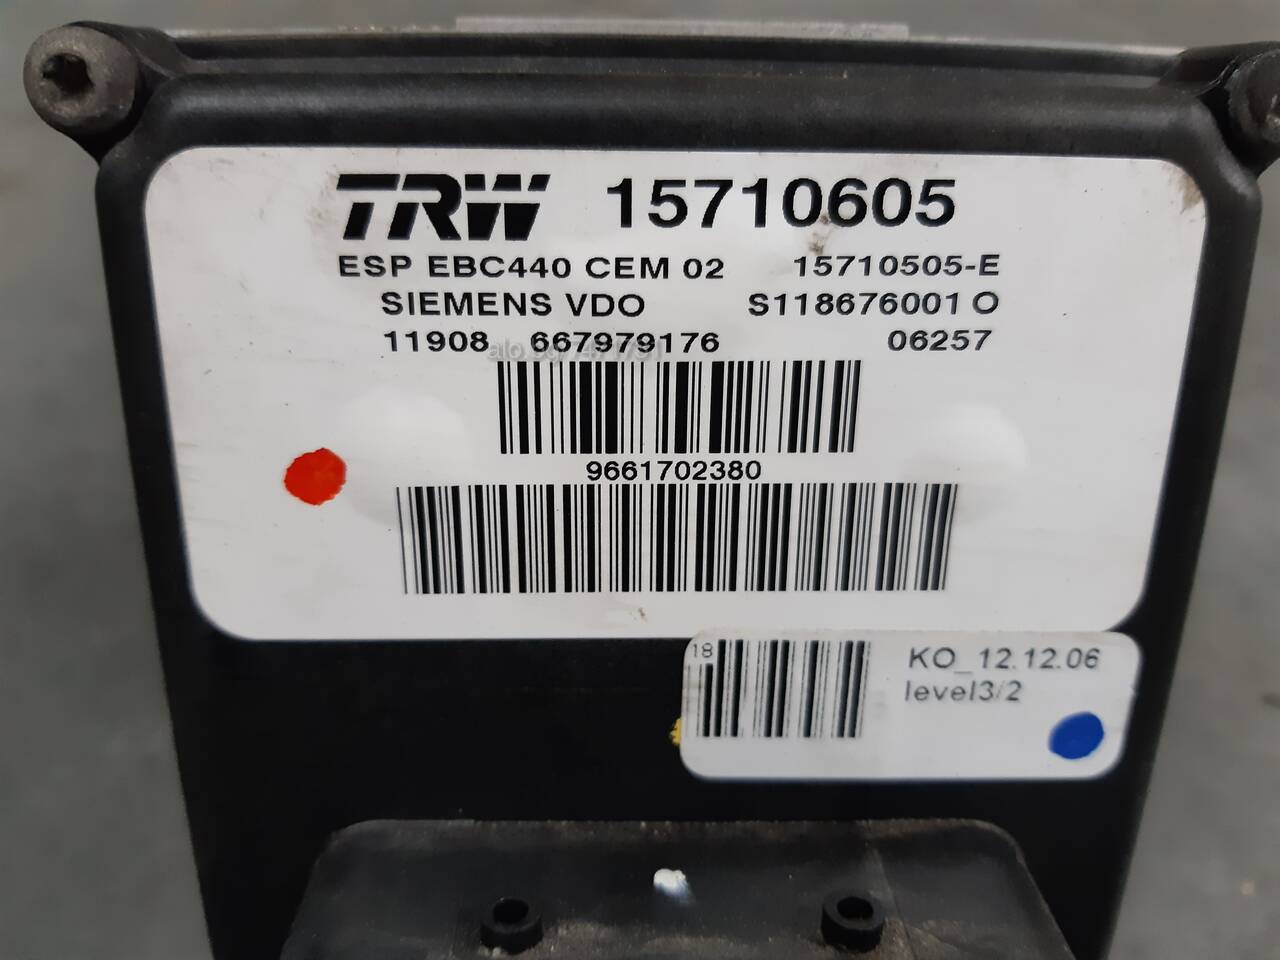 TRW 15710605
ESP EBC440 CEM 02 15710505-E
SIEMENS VDO S118676001 O
11908 667979176 06257
9661702380
18 KO_12.12.06
level3/2